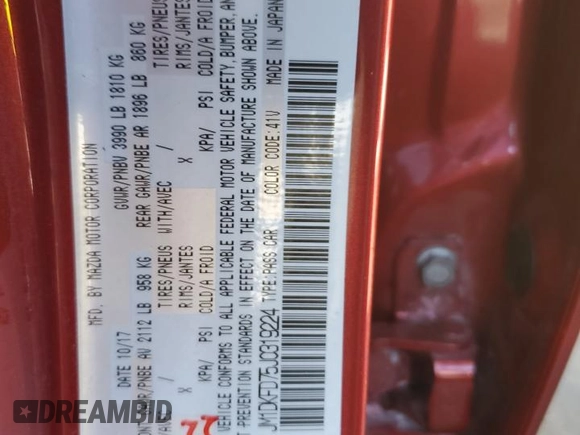 MFD. BY MAZDA MOTOR CORPORATION
DATE 10/17 GVWR/PNBV 3990 LB 1810 KG
GAWR/PNBE AV 2112 LB 958 KG REAR GAWR/PNBE AR 1896 LB 860 KG
TIRES/PNEUS WITH/AVEC / TIRES/PNEUS
X RIMS/JANTES X RIMS/JANTES
KPA/ PSI COLD/A FROID KPA/ PSI COLD/A FROID
VEHICLE CONFORMS TO ALL APPLICABLE FEDERAL MOTOR VEHICLE SAFETY, BUMPER, AND
T PREVENTION STANDARDS IN EFFECT ON THE DATE OF MANUFACTURE SHOWN ABOVE.
JM1DKFD75J0319224 TYPE:PASS.CAR COLOR CODE:41V MADE IN JAPAN
DREAMBID